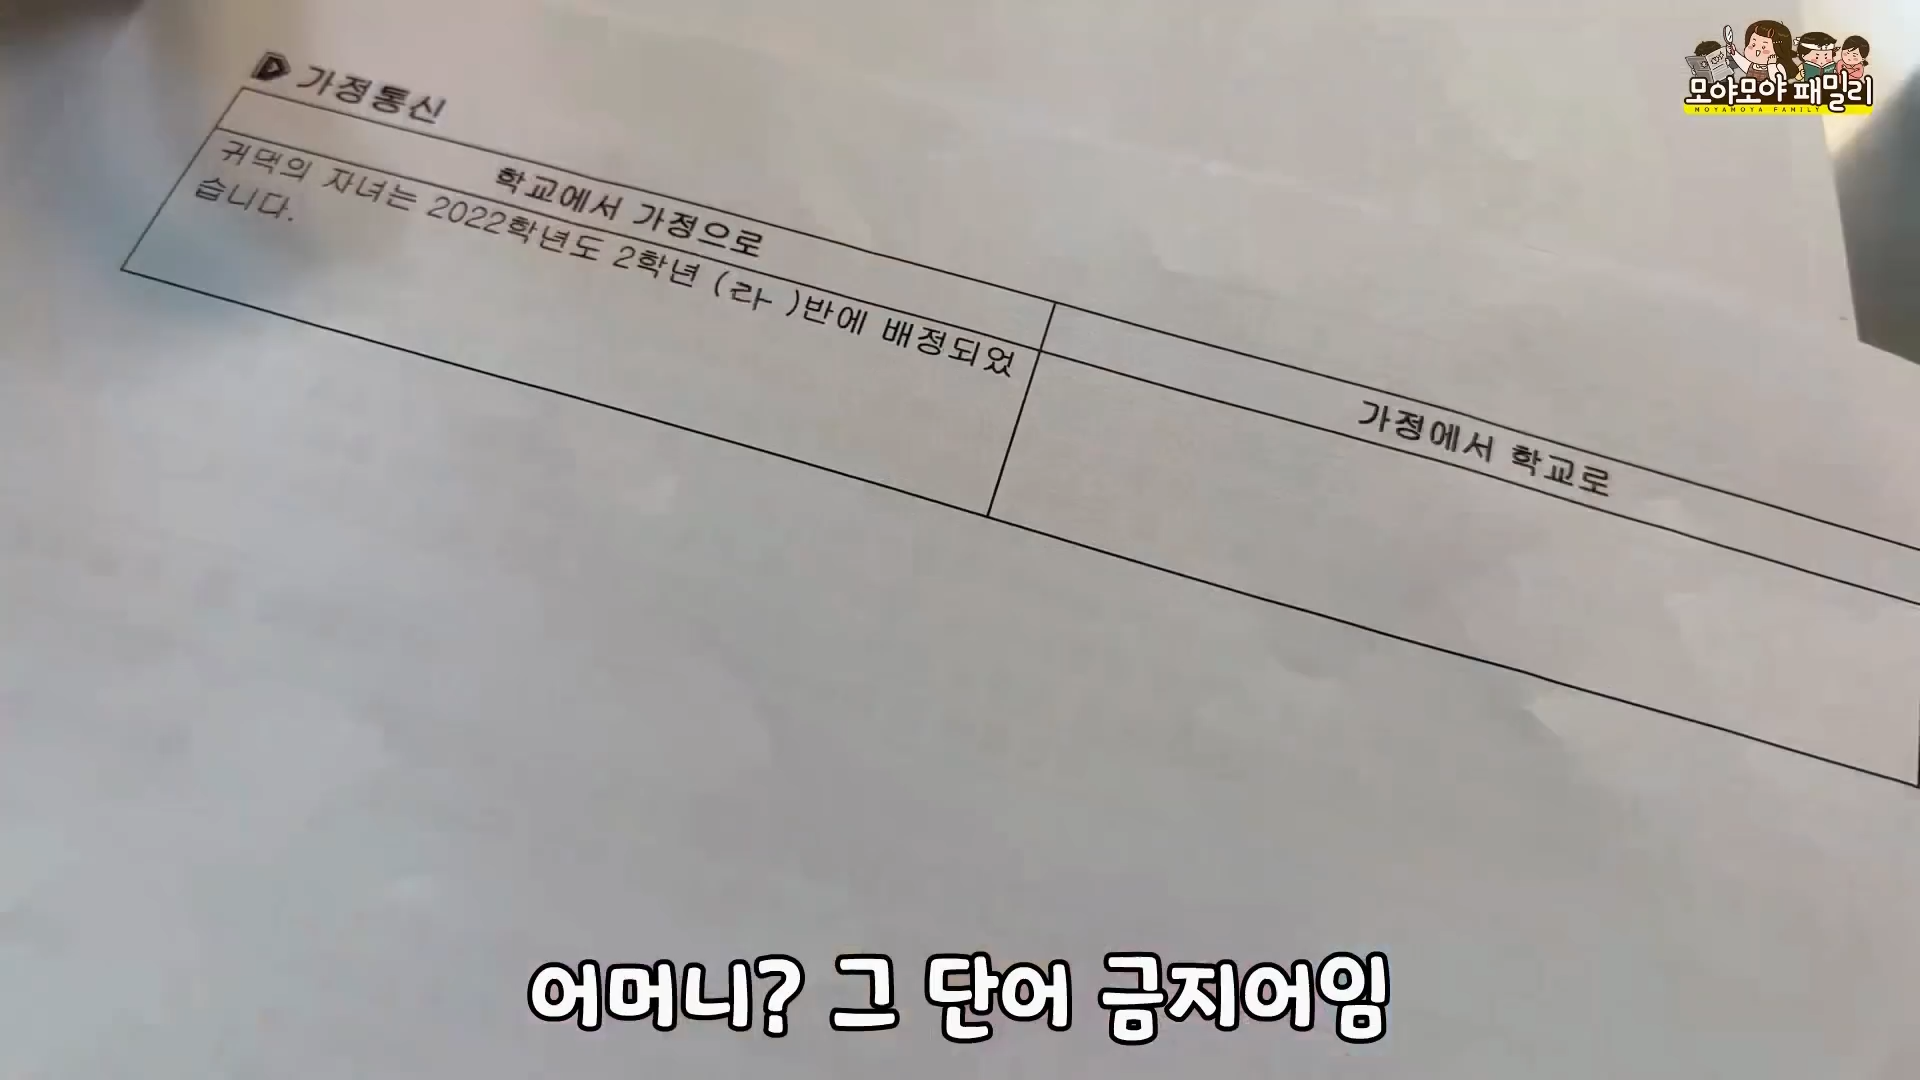 모야모야 패밀리
MOYAMOYA FAMILY
가정통신
학교에서 가정으로
가정에서 학교로
귀댁의 자녀는 2022학년도 2학년 (라 )반에 배정되었
습니다.
어머니? 그 단어 금지어임